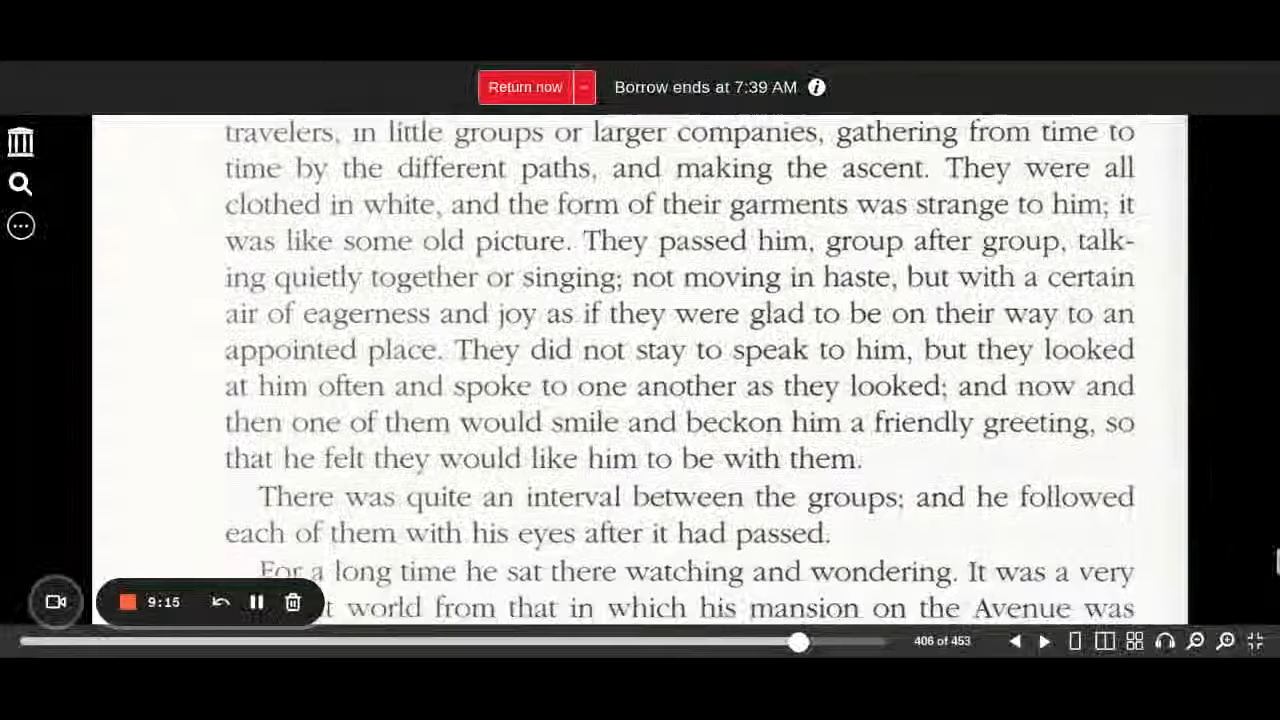 Return now
Borrow ends at 7:39 AM
travelers, in little groups or larger companies, gathering from time to
time by the different paths, and making the ascent. They were all
clothed in white, and the form of their garments was strange to him; it
was like some old picture. They passed him, group after group, talk-
ing quietly together or singing; not moving in haste, but with a certain
air of eagerness and joy as if they were glad to be on their way to an
appointed place. They did not stay to speak to him, but they looked
at him often and spoke to one another as they looked; and now and
then one of them would smile and beckon him a friendly greeting, so
that he felt they would like him to be with them.
There was quite an interval between the groups; and he followed
each of them with his eyes after it had passed.
For a long time he sat there watching and wondering. It was a very
world from that in which his mansion on the Avenue was
9:15
406 of 453